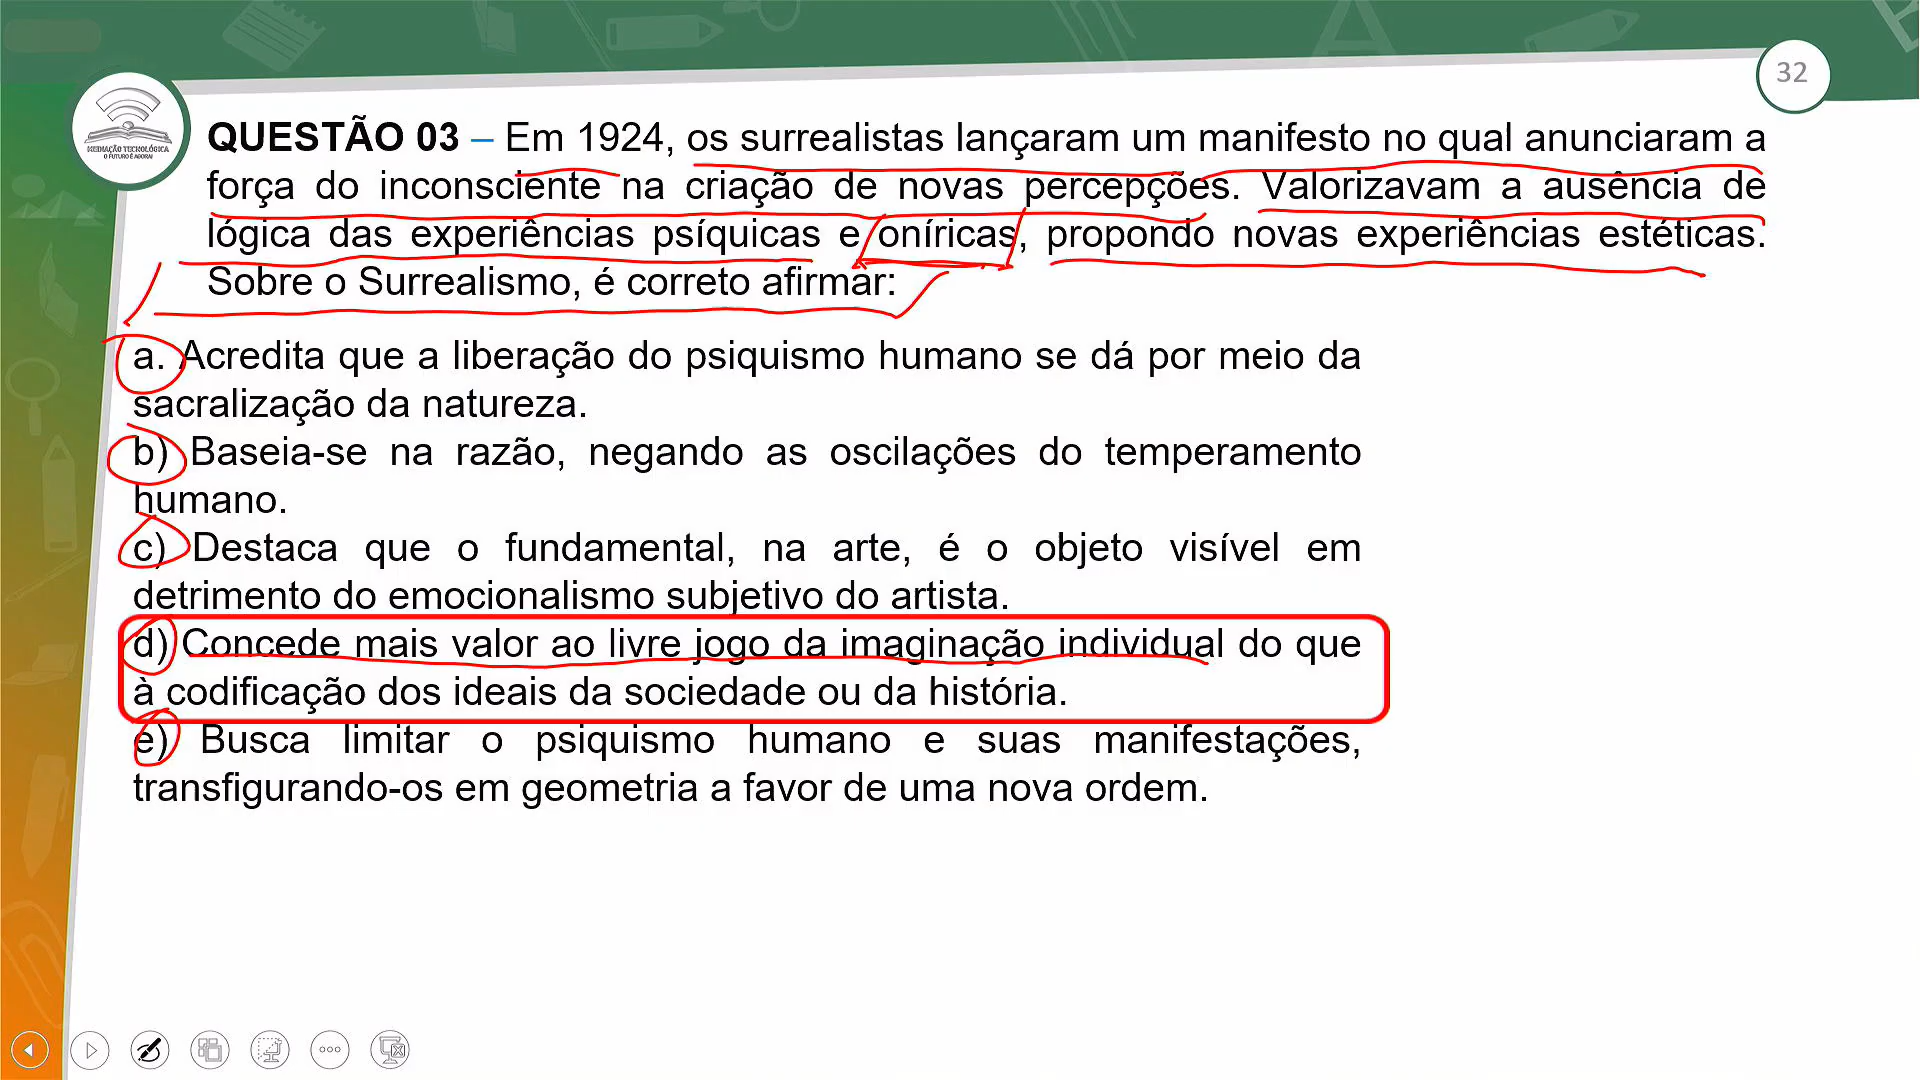 32
MEDIAÇÃO TECNOLÓGICA
O FUTURO É AGORA!
QUESTÃO 03 – Em 1924, os surrealistas lançaram um manifesto no qual anunciaram a
força do inconsciente na criação de novas percepções. Valorizavam a ausência de
lógica das experiências psíquicas e oníricas, propondo novas experiências estéticas.
Sobre o Surrealismo, é correto afirmar:
a. Acredita que a liberação do psiquismo humano se dá por meio da
sacralização da natureza.
b) Baseia-se na razão, negando as oscilações do temperamento
humano.
c) Destaca que o fundamental, na arte, é o objeto visível em
detrimento do emocionalismo subjetivo do artista.
d) Concede mais valor ao livre jogo da imaginação individual do que
à codificação dos ideais da sociedade ou da história.
e) Busca limitar o psiquismo humano e suas manifestações,
transfigurando-os em geometria a favor de uma nova ordem.